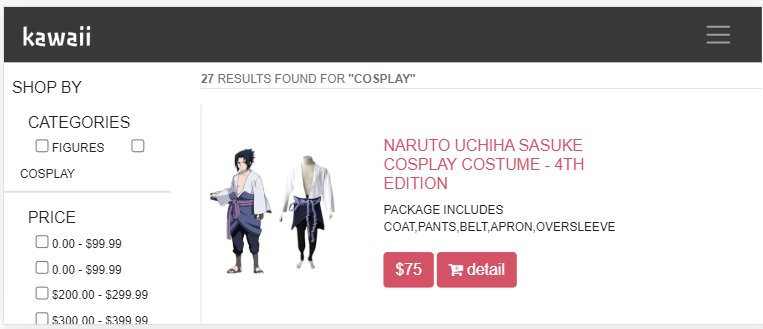 kawaii
27 RESULTS FOUND FOR "COSPLAY"
SHOP BY
CATEGORIES
FIGURES
COSPLAY
PRICE
0.00 - $99.99
0.00 - $99.99
$200.00 - $299.99
$300.00 - $399.99
NARUTO UCHIHA SASUKE
COSPLAY COSTUME - 4TH
EDITION
PACKAGE INCLUDES
COAT,PANTS,BELT,APRON,OVERSLEEVE
$75 detail